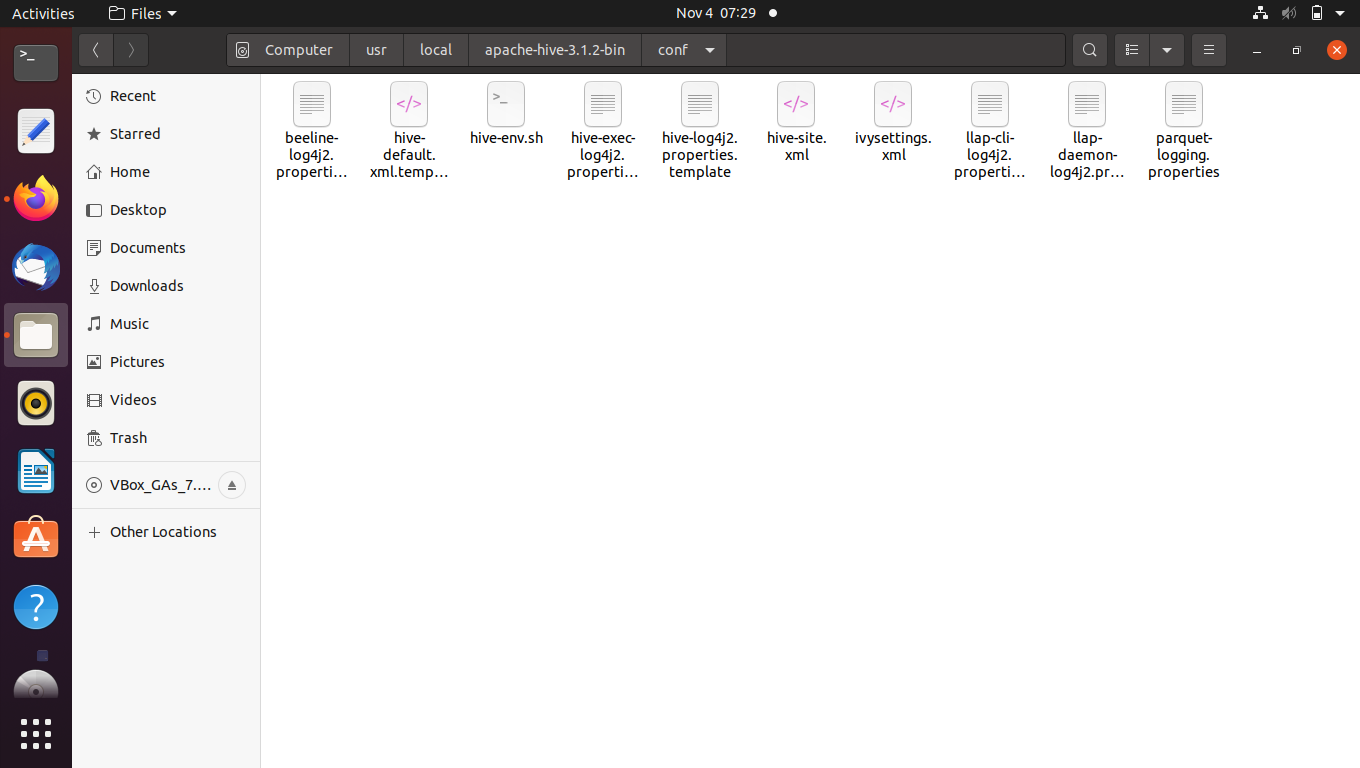 Activities
Files
Nov 4 07:29
Computer
usr
local
apache-hive-3.1.2-bin
conf
Recent
Starred
Home
Desktop
Documents
Downloads
Music
Pictures
Videos
Trash
VBox_GAs_7....
Other Locations
beeline-
log4j2.
properti...
hive-
default.
xml.temp...
hive-env.sh
hive-exec-
log4j2.
properti...
hive-log4j2.
properties.
template
hive-site.
xml
ivysettings.
xml
llap-cli-
log4j2.
properti...
llap-
daemon-
log4j2.pr...
parquet-
logging.
properties